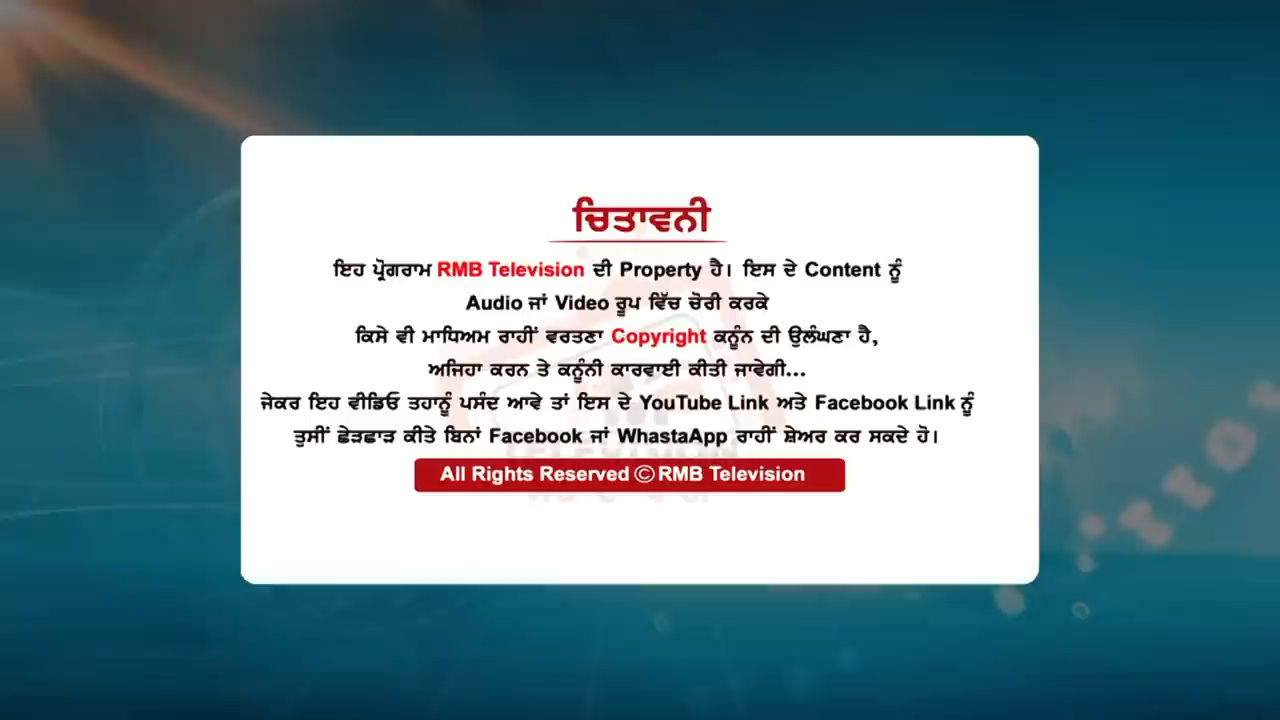 ਚਿਤਾਵਨੀ
ਇਹ ਪ੍ਰੋਗਰਾਮ RMB Television ਦੀ Property ਹੈ। ਇਸ ਦੇ Content ਨੂੰ
Audio ਜਾਂ Video ਰੂਪ ਵਿੱਚ ਚੋਰੀ ਕਰਕੇ
ਕਿਸੇ ਵੀ ਮਾਧਿਅਮ ਰਾਹੀਂ ਵਰਤਣਾ Copyright ਕਨੂੰਨ ਦੀ ਉਲੰਘਣਾ ਹੈ,
ਅਜਿਹਾ ਕਰਨ ਤੇ ਕਨੂੰਨੀ ਕਾਰਵਾਈ ਕੀਤੀ ਜਾਵੇਗੀ...
ਜੇਕਰ ਇਹ ਵੀਡਿਓ ਤਹਾਨੂੰ ਪਸੰਦ ਆਵੇ ਤਾਂ ਇਸ ਦੇ YouTube Link ਅਤੇ Facebook Link ਨੂੰ
ਤੁਸੀਂ ਛੇੜਛਾੜ ਕੀਤੇ ਬਿਨਾਂ Facebook ਜਾਂ WhastaApp ਰਾਹੀਂ ਸ਼ੇਅਰ ਕਰ ਸਕਦੇ ਹੋ।
All Rights Reserved © RMB Television